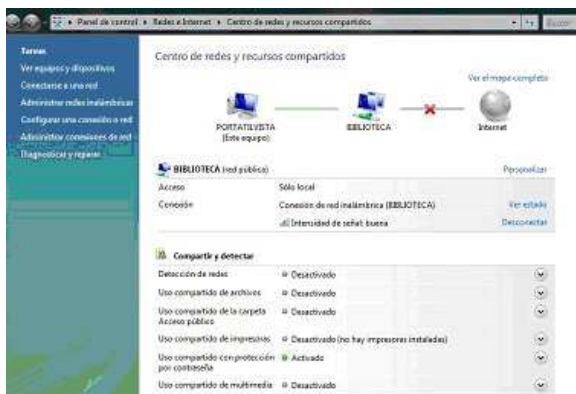 Panel de control ▸ Redes e Internet ▸ Centro de redes y recursos compartidos
Buscar
Tareas
Ver equipos y dispositivos
Conectarse a una red
Administrar redes inalámbricas
Configurar una conexión o red
Administrar conexiones de red
Diagnosticar y reparar
Centro de redes y recursos compartidos
Ver el mapa completo
PORTATILVISTA
(Este equipo)
BIBLIOTECA
Internet
BIBLIOTECA (red pública)
Personalizar
Acceso
Sólo local
Conexión
Conexión de red inalámbrica (BIBLIOTECA)
Ver estado
Intensidad de señal: buena
Desconectar
Compartir y detectar
Detección de redes
Desactivado
Uso compartido de archivos
Desactivado
Uso compartido de la carpeta
Acceso público
Desactivado
Uso compartido de impresoras
Desactivado (no hay impresoras instaladas)
Uso compartido con protección
por contraseña
Activado
Uso compartido de multimedia
Desactivado